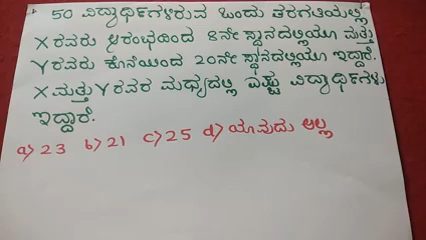 50 ವಿದ್ಯಾರ್ಥಿಗಳಿರುವ ಒಂದು ತರಗತಿಯಲ್ಲಿ
X ರವರು ಪ್ರಾರಂಭದಿಂದ 8ನೇ ಸ್ಥಾನದಲ್ಲಿಯೂ ಮತ್ತು
Y ರವರು ಕೊನೆಯಿಂದ 20ನೇ ಸ್ಥಾನದಲ್ಲಿಯೂ ಇದ್ದಾರೆ.
X ಮತ್ತು Y ರವರ ಮಧ್ಯದಲ್ಲಿ ಎಷ್ಟು ವಿದ್ಯಾರ್ಥಿಗಳು
ಇದ್ದಾರೆ.
a) 23 b) 21 c) 25 d) ಯಾವುದು ಅಲ್ಲ